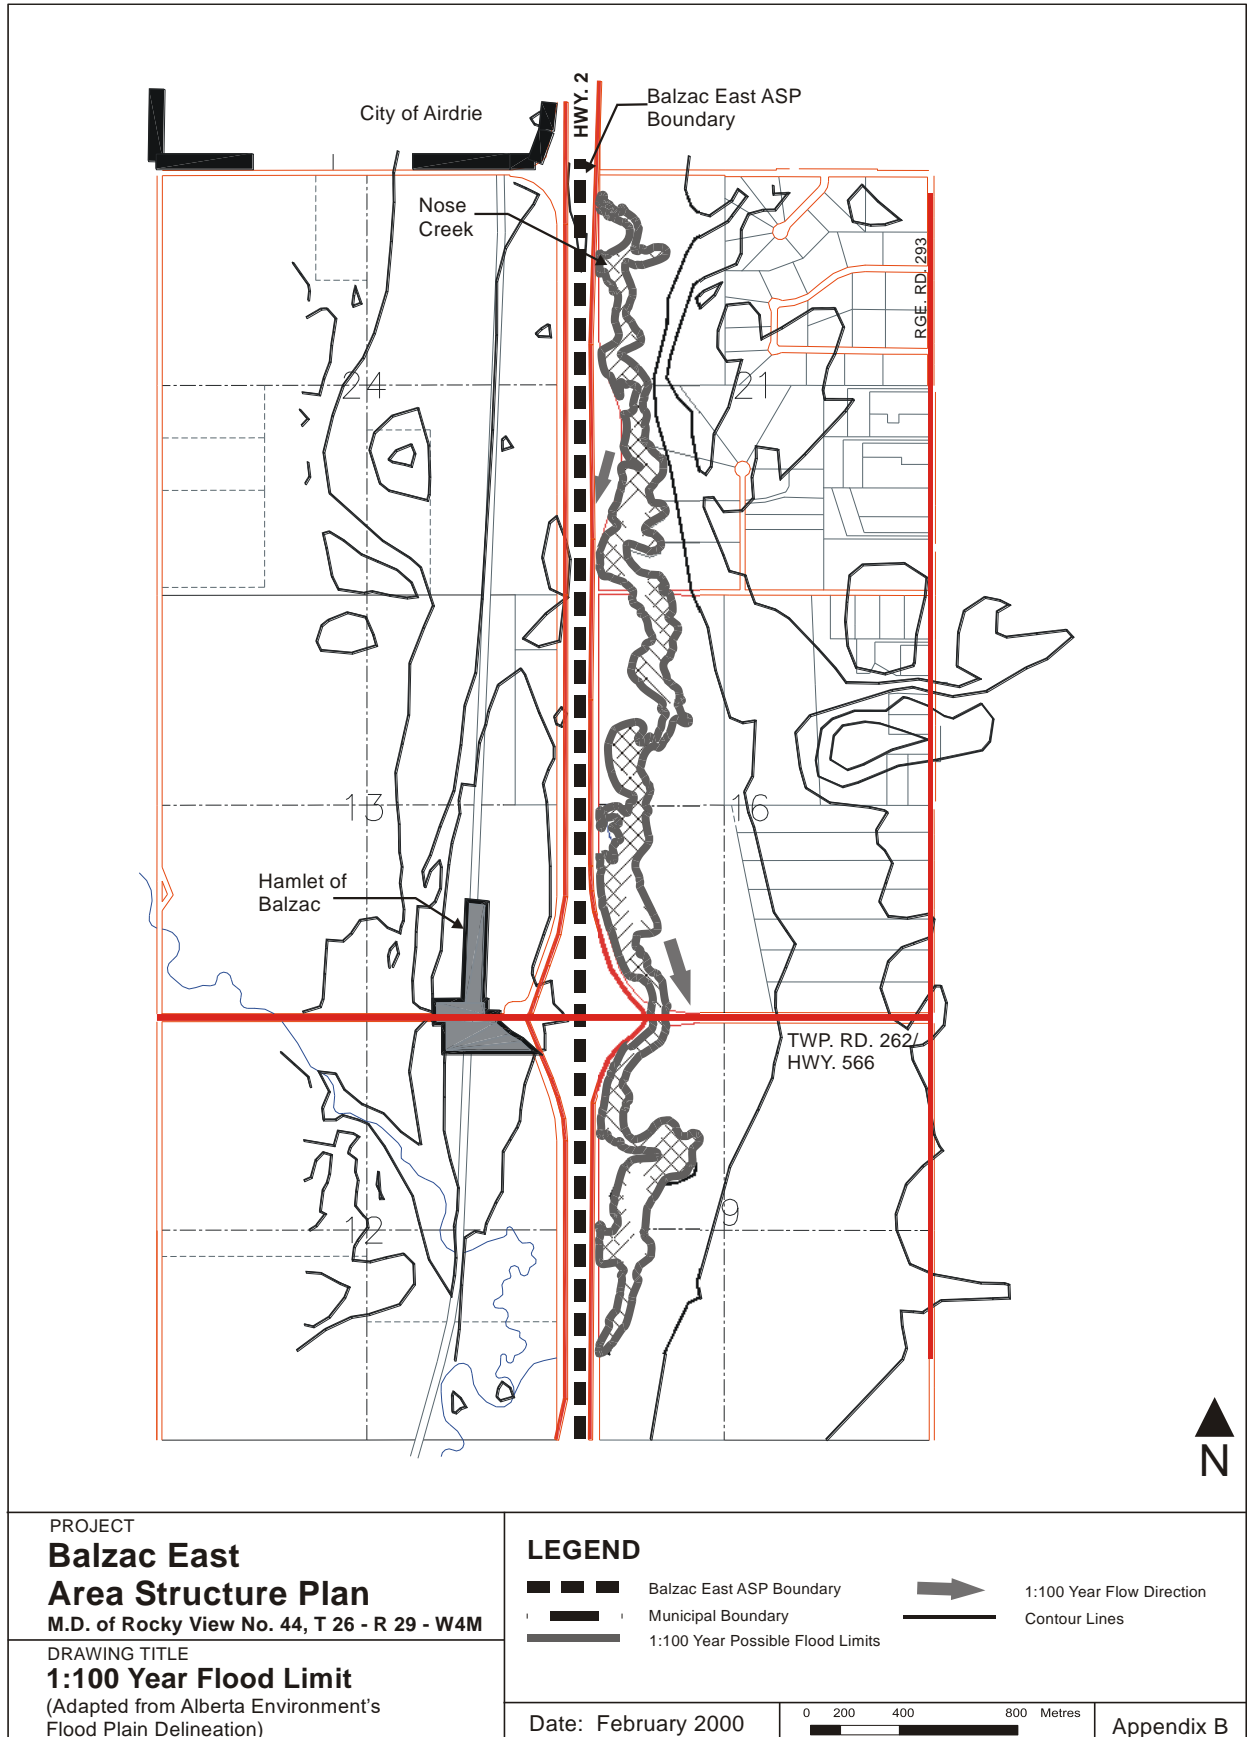 City of Airdrie
HWY. 2
Balzac East ASP
Boundary
Nose
Creek
RGE. RD. 293
24
21
13
16
Hamlet of
Balzac
TWP. RD. 262/
HWY. 566
12
9
N
PROJECT
Balzac East
Area Structure Plan
M.D. of Rocky View No. 44, T 26 - R 29 - W4M
DRAWING TITLE
1:100 Year Flood Limit
(Adapted from Alberta Environment's
Flood Plain Delineation)
LEGEND
Balzac East ASP Boundary
Municipal Boundary
1:100 Year Possible Flood Limits
1:100 Year Flow Direction
Contour Lines
Date: February 2000
0 200 400 800 Metres
Appendix B